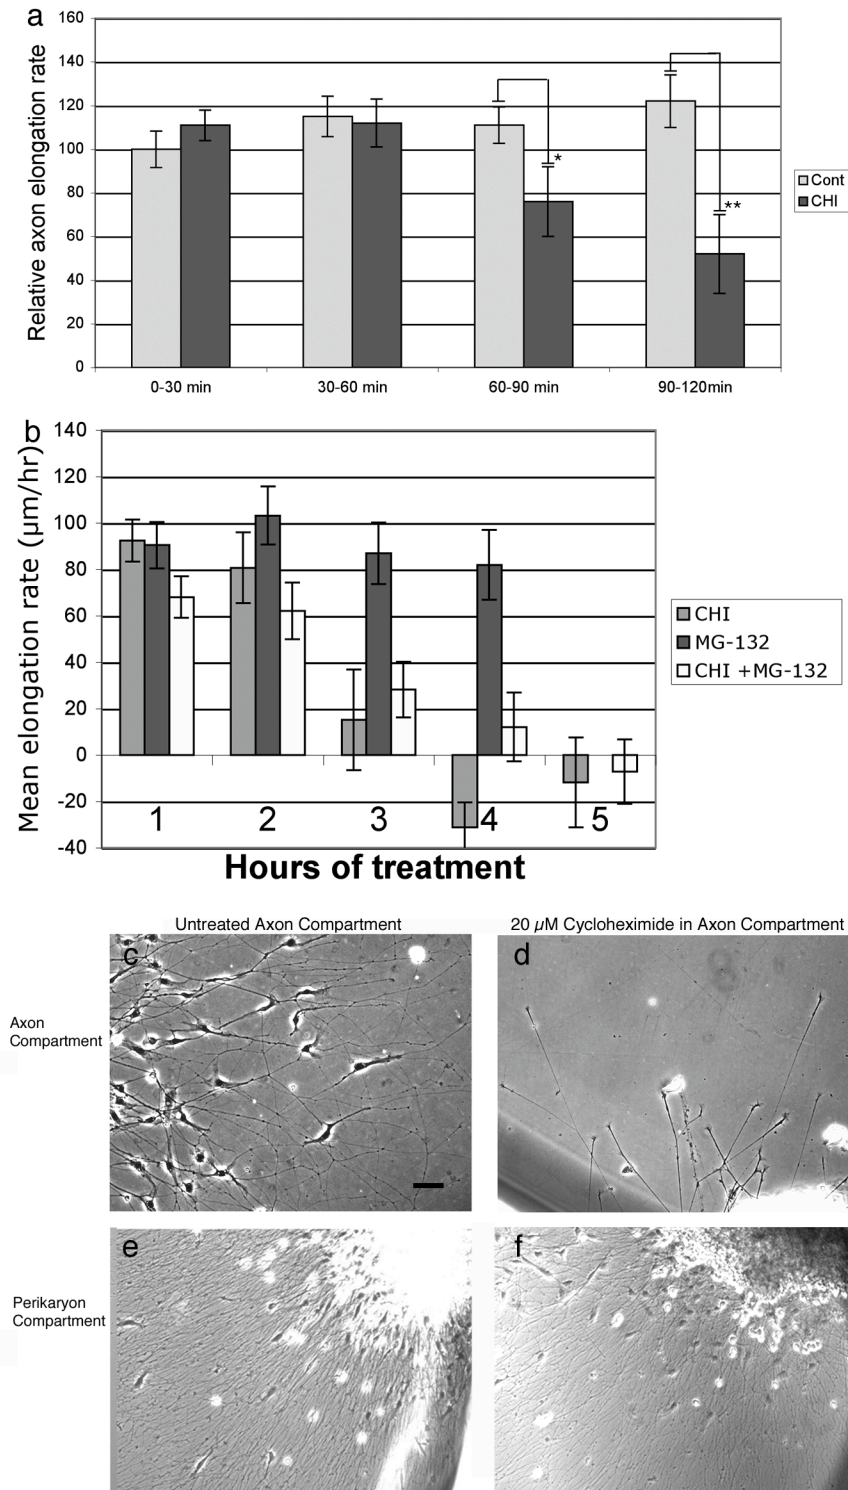 a
Relative axon elongation rate
160
140
120
100
80
60
40
20
0
*
**
0-30 min
30-60 min
60-90 min
90-120min
Cont
CHI
b
Mean elongation rate (µm/hr)
140
120
100
80
60
40
20
0
-20
-40
1
2
3
4
5
Hours of treatment
CHI
MG-132
CHI +MG-132
Untreated Axon Compartment
20 µM Cycloheximide in Axon Compartment
Axon
Compartment
c
d
Perikaryon
Compartment
e
f